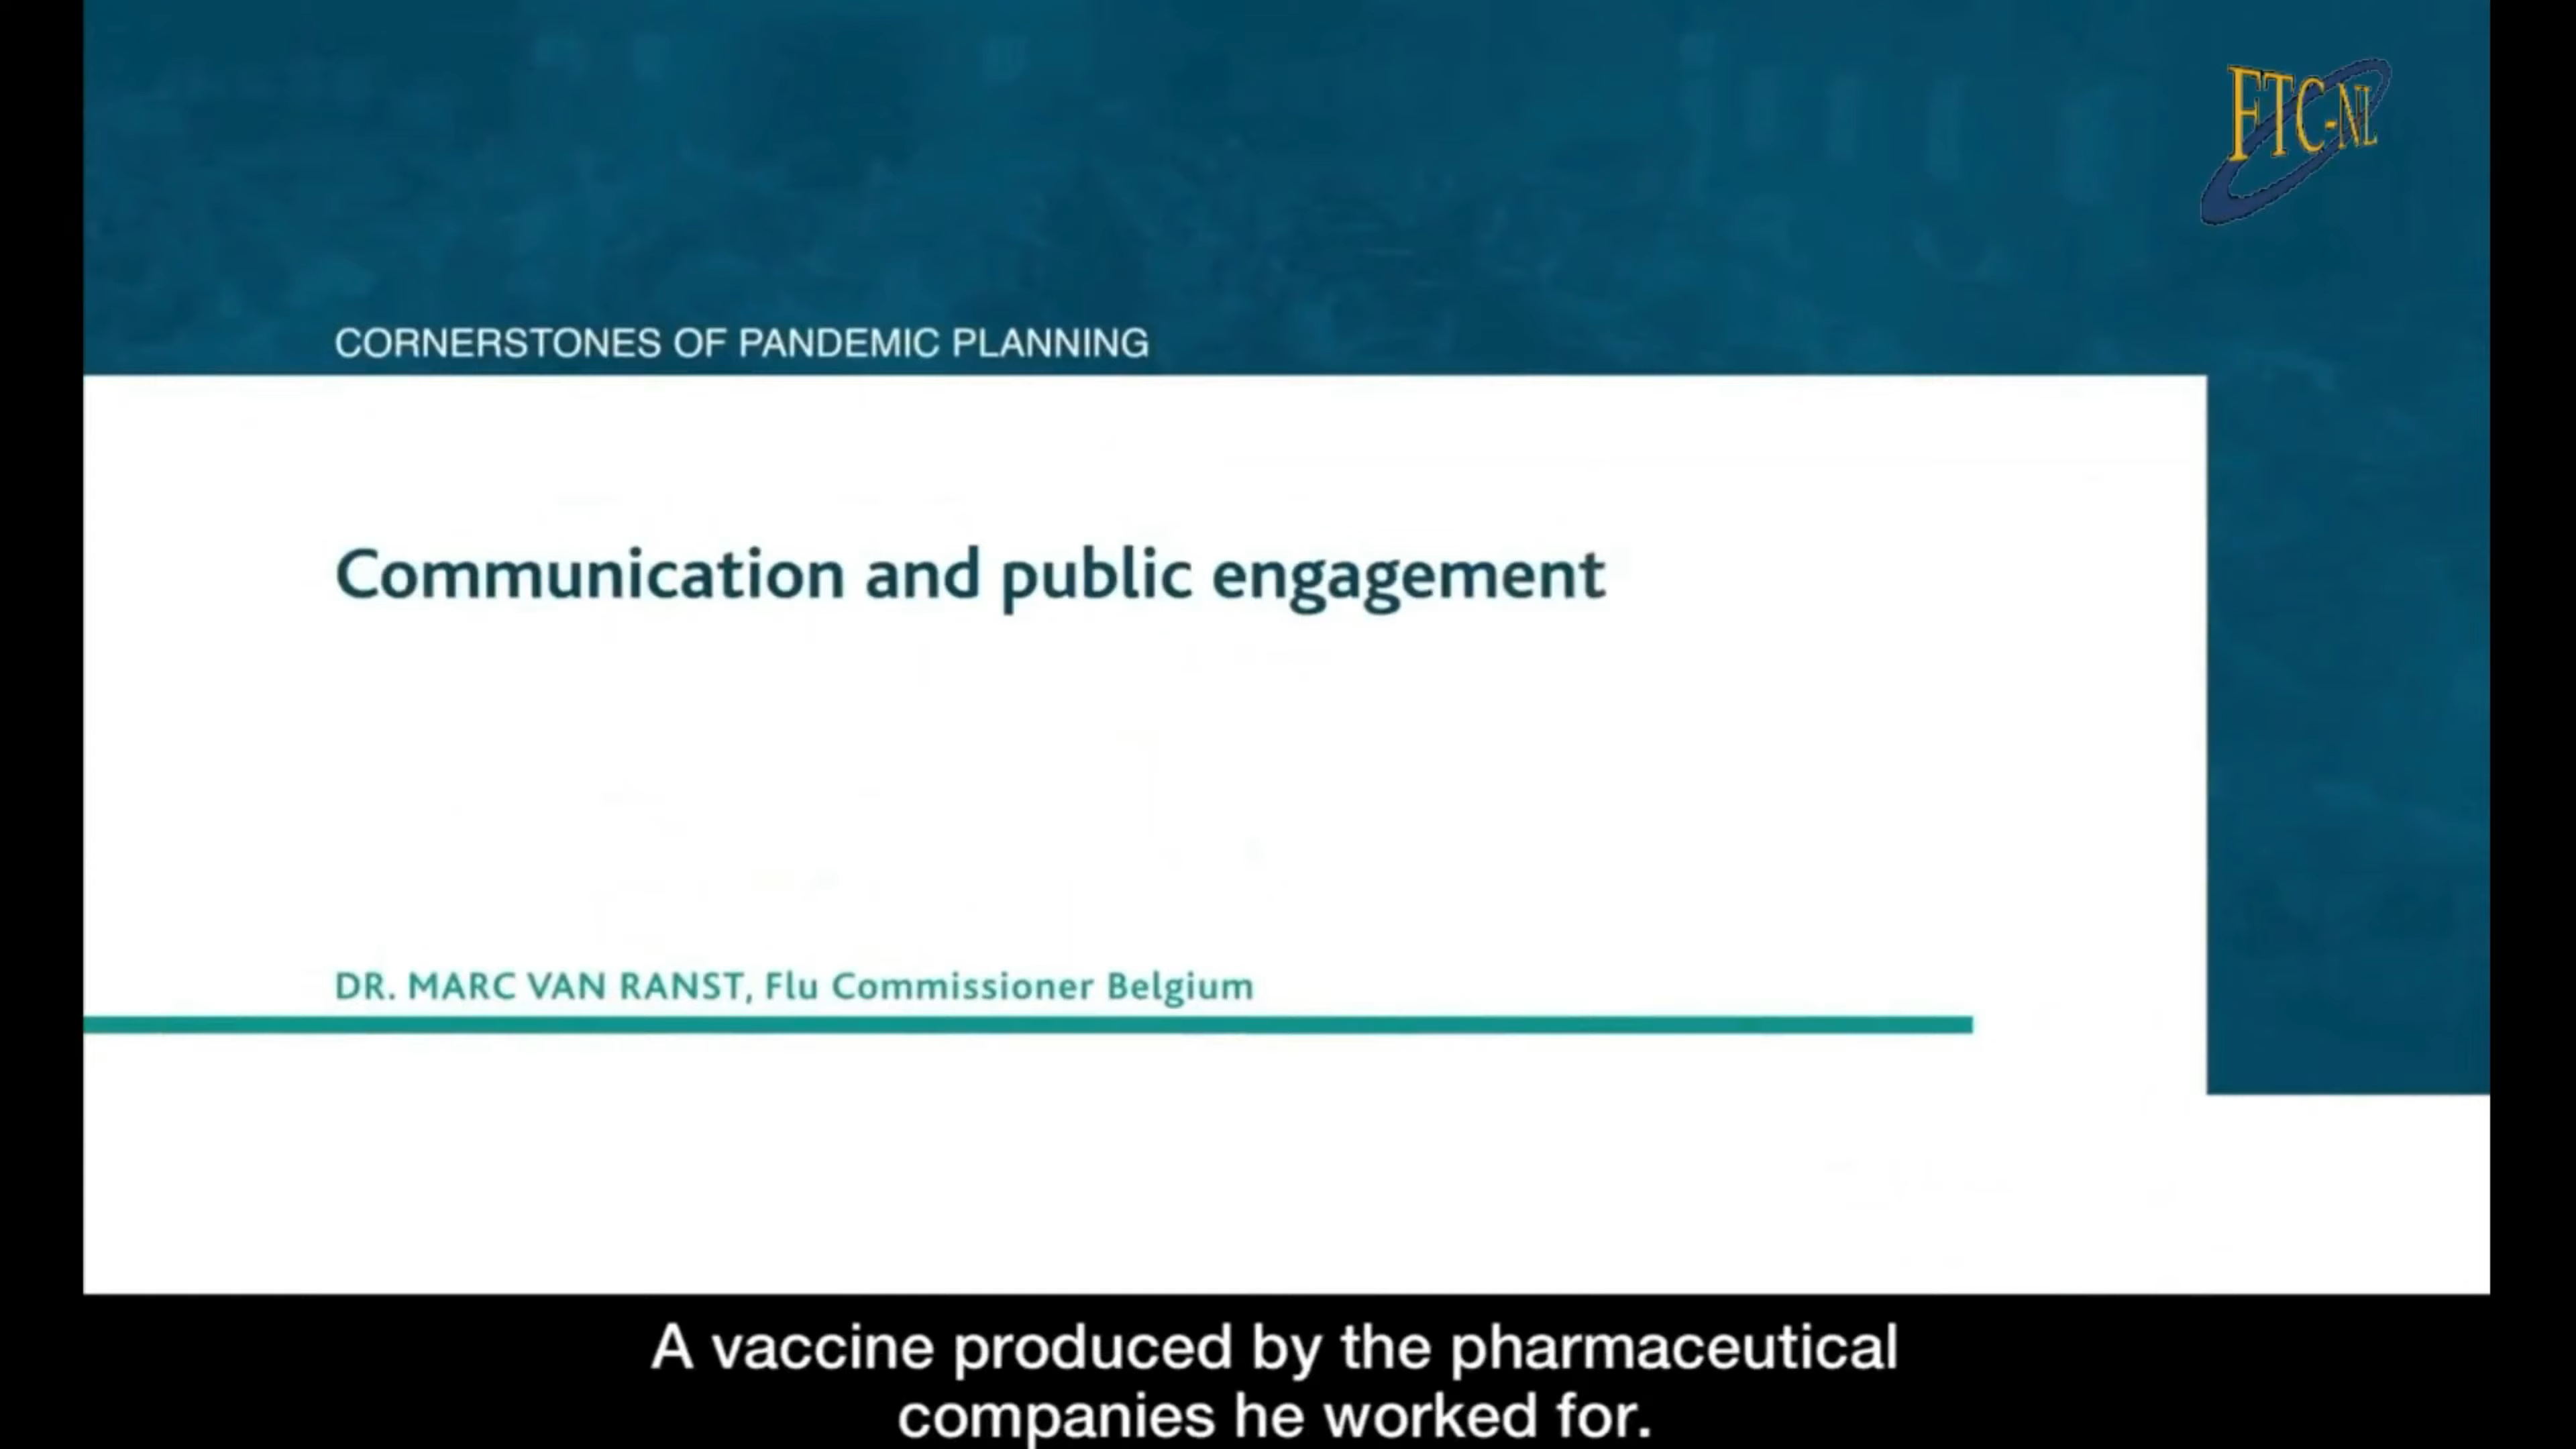 FTC-NL
CORNERSTONES OF PANDEMIC PLANNING
Communication and public engagement
DR. MARC VAN RANST, Flu Commissioner Belgium
A vaccine produced by the pharmaceutical
companies he worked for.